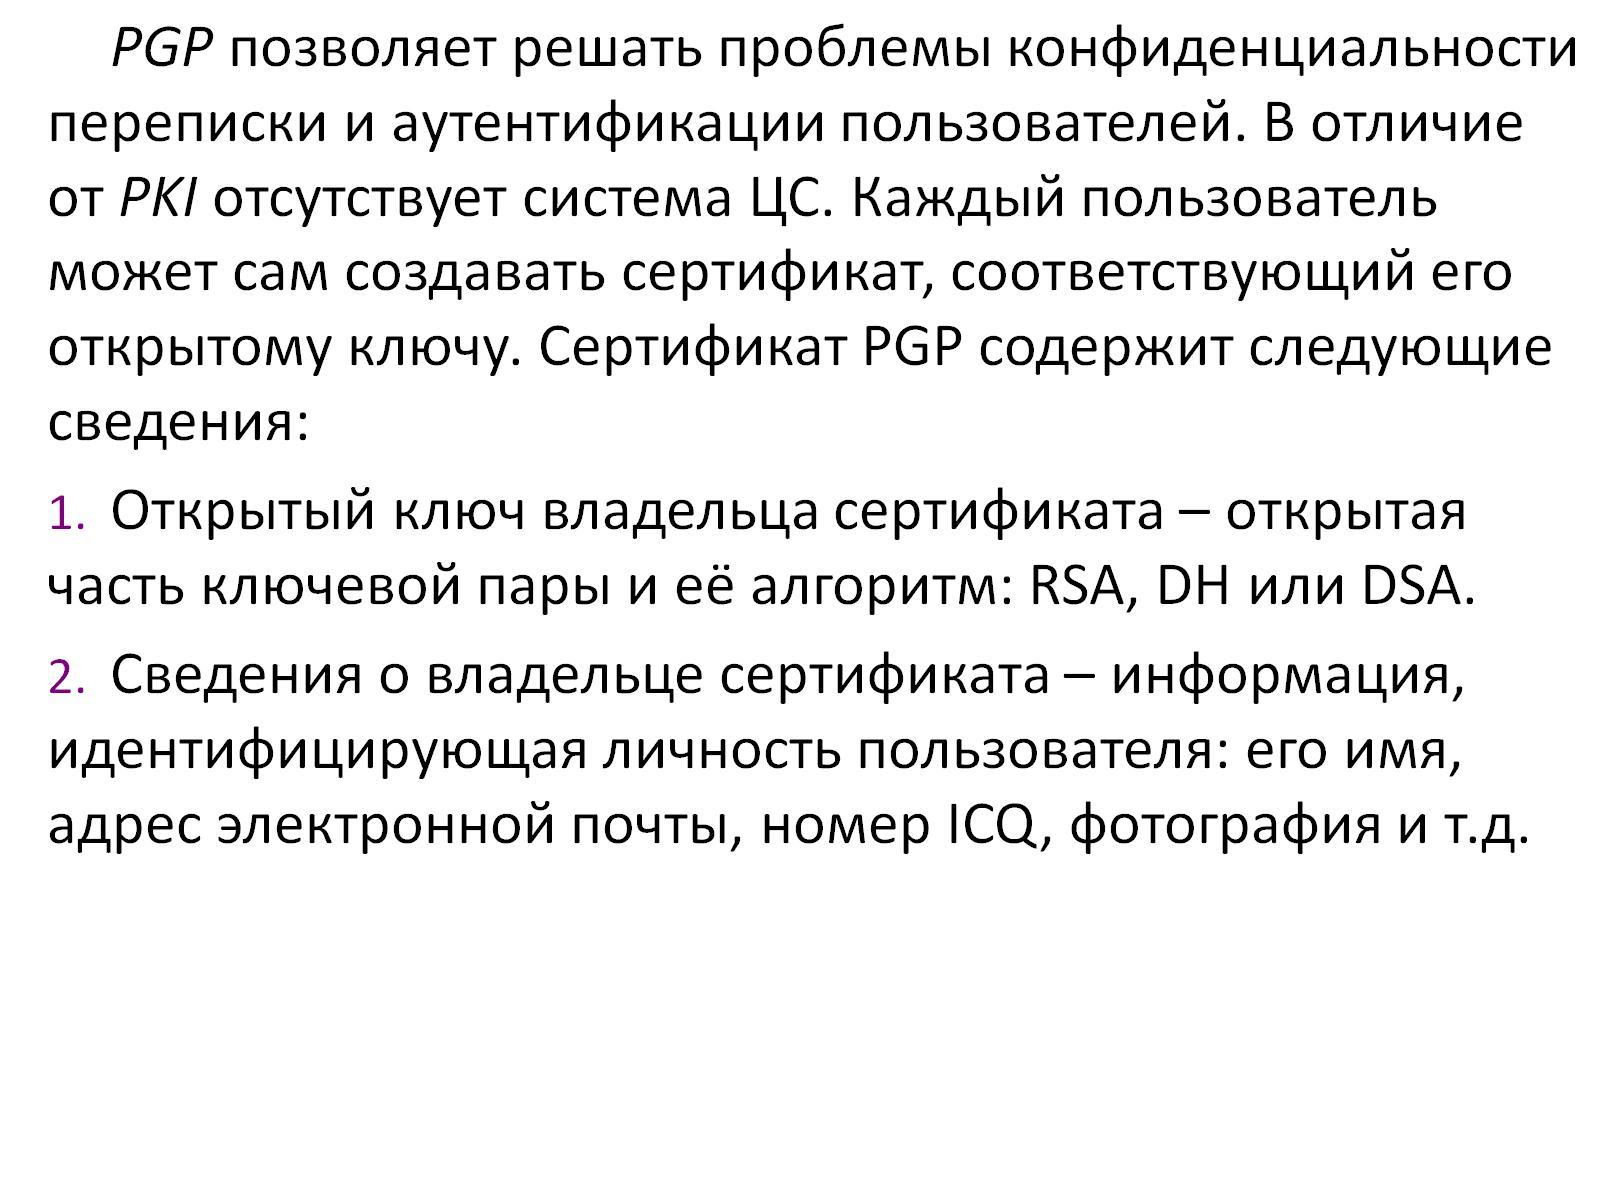 PGP позволяет решать проблемы конфиденциальности
переписки и аутентификации пользователей. В отличие
от PKI отсутствует система ЦС. Каждый пользователь
может сам создавать сертификат, соответствующий его
открытому ключу. Сертификат PGP содержит следующие
сведения:
1. Открытый ключ владельца сертификата – открытая
часть ключевой пары и её алгоритм: RSA, DH или DSA.
2. Сведения о владельце сертификата – информация,
идентифицирующая личность пользователя: его имя,
адрес электронной почты, номер ICQ, фотография и т.д.